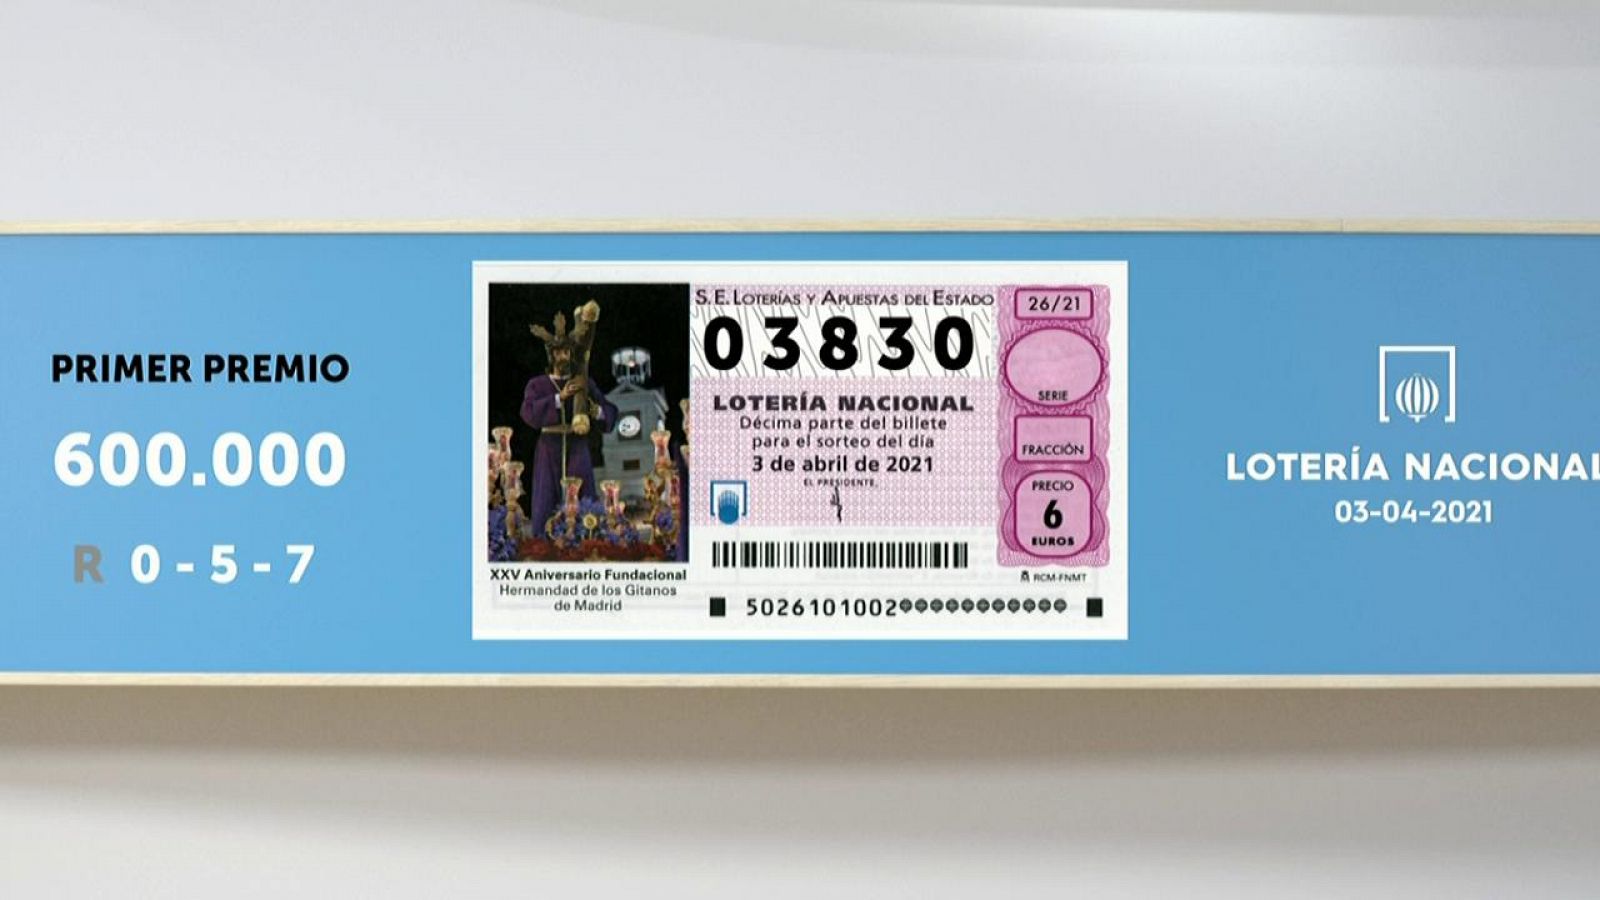 PRIMER PREMIO
600.000
R 0 - 5 - 7
XXV Aniversario Fundacional
Hermandad de los Gitanos
de Madrid
S.E. LOTERÍAS Y APUESTAS DEL ESTADO
03830
LOTERÍA NACIONAL
Décima parte del billete
para el sorteo del día
3 de abril de 2021
EL PRESIDENTE,
5026101002
26/21
SERIE
FRACCIÓN
PRECIO
6
EUROS
RCM-FNMT
LOTERÍA NACIONAL
03-04-2021